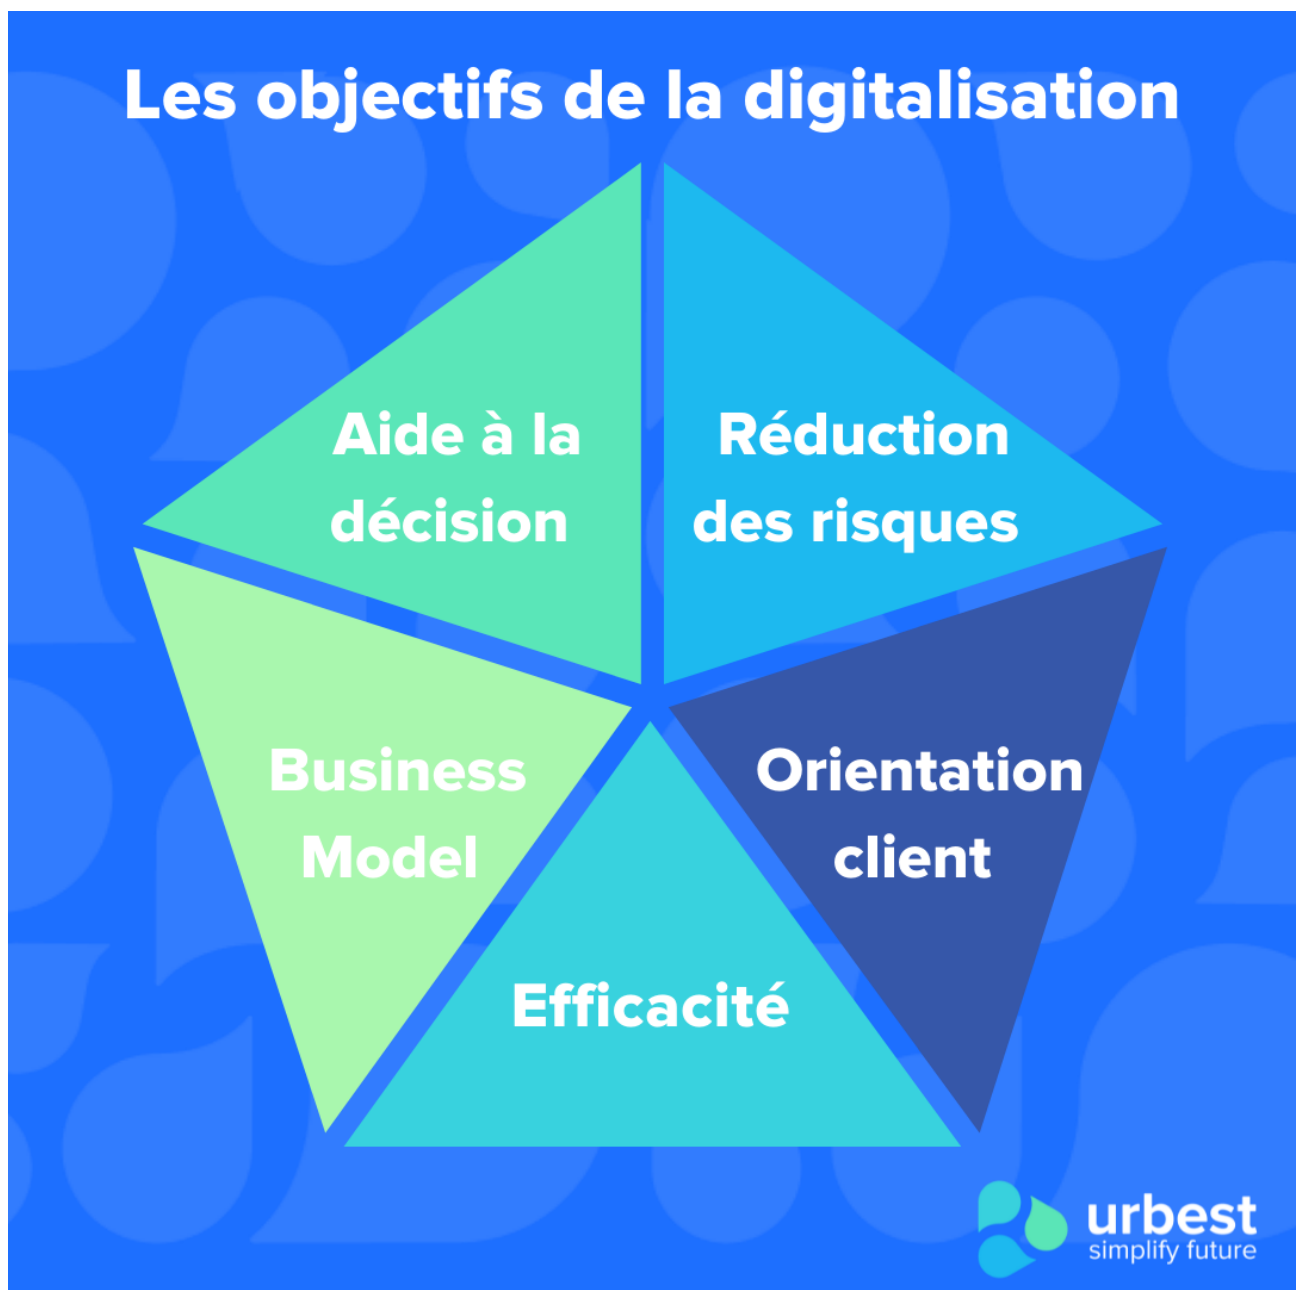 Les objectifs de la digitalisation
Aide à la
décision
Réduction
des risques
Business
Model
Orientation
client
Efficacité
urbest
simplify future